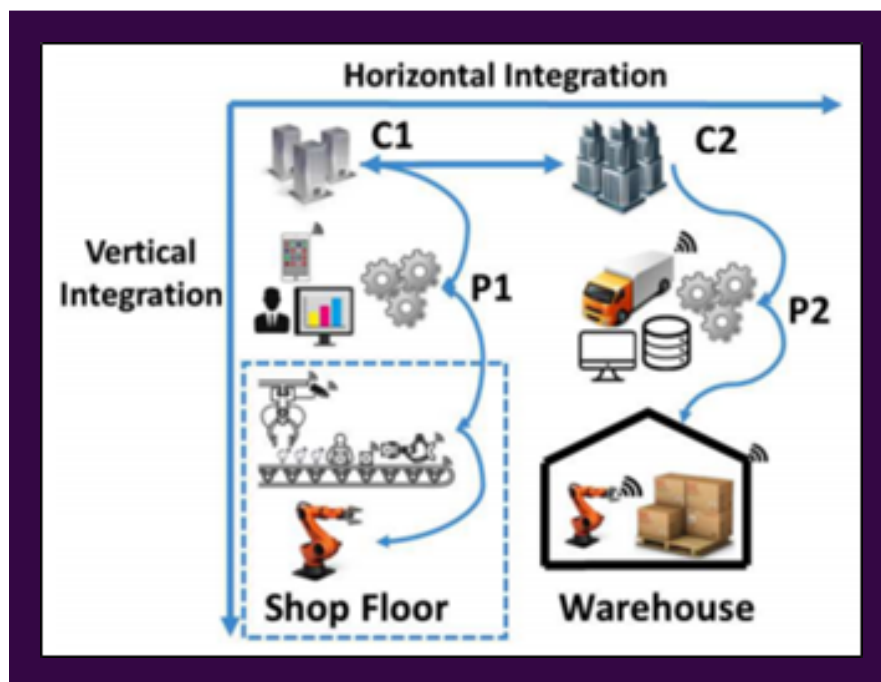 Horizontal Integration
C1
C2
Vertical
Integration
P1
P2
Shop Floor
Warehouse